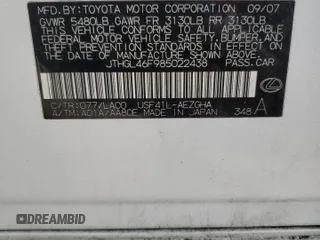 MFD.BY: TOYOTA MOTOR CORPORATION 09/07
GVWR 5480LB GAWR FR 3130LB RR 3130LB
THIS VEHICLE CONFORMS TO ALL APPLICABLE
FEDERAL MOTOR VEHICLE SAFETY, BUMPER, AND
THEFT PREVENTION STANDARDS IN EFFECT ON THE
DATE OF MANUFACTURE SHOWN ABOVE.
JTHGL46F985022438 PASS.CAR
C/TR:077/LA00 USF41L-AEZGHA
A/TM:A01A/AA80E MADE IN JAPAN 348 A
DREAMBID
dreambid.com